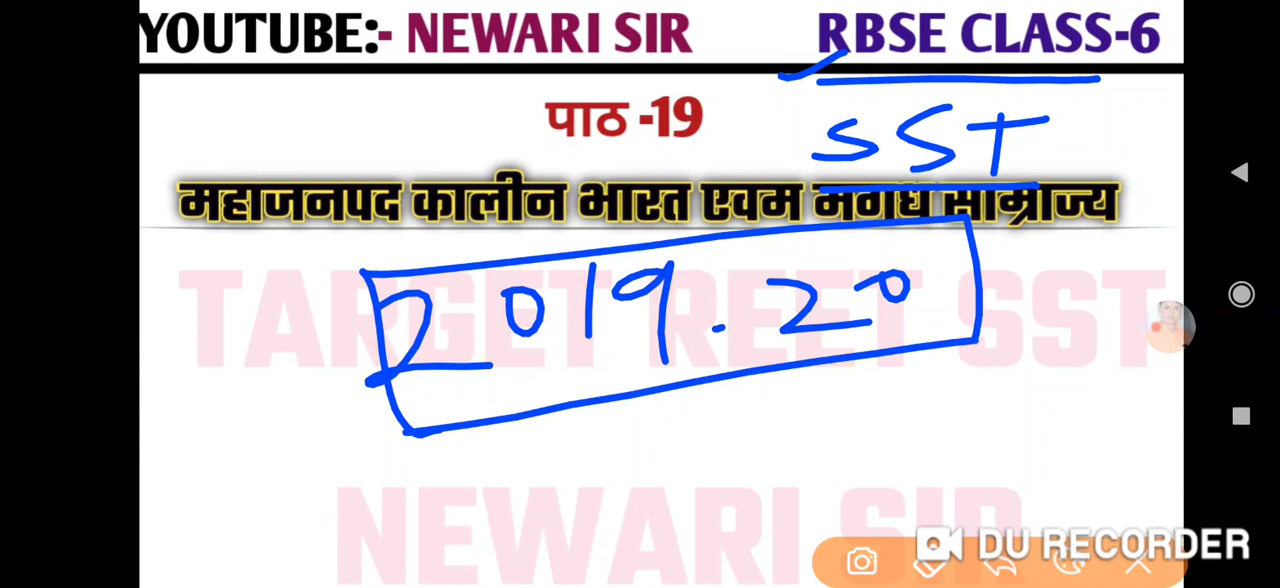 YOUTUBE:- NEWARI SIR RBSE CLASS-6
पाठ -19
SST
महाजनपद कालीन भारत एवम मगध साम्राज्य
2019.20
TARGET REET SST
NEWARI SIR
DU RECORDER